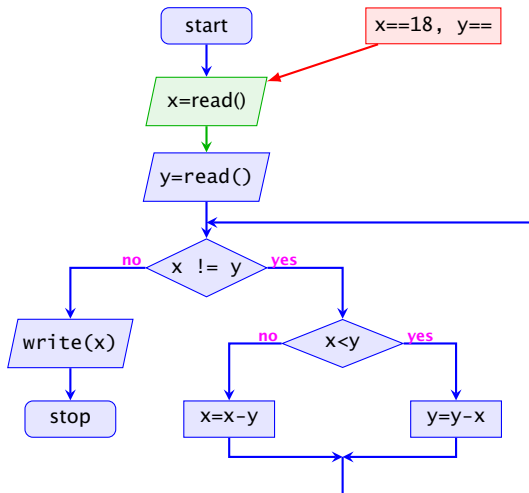 start
x==18, y==
x=read()
y=read()
x != y
no
yes
write(x)
x<y
no
yes
stop
x=x-y
y=y-x